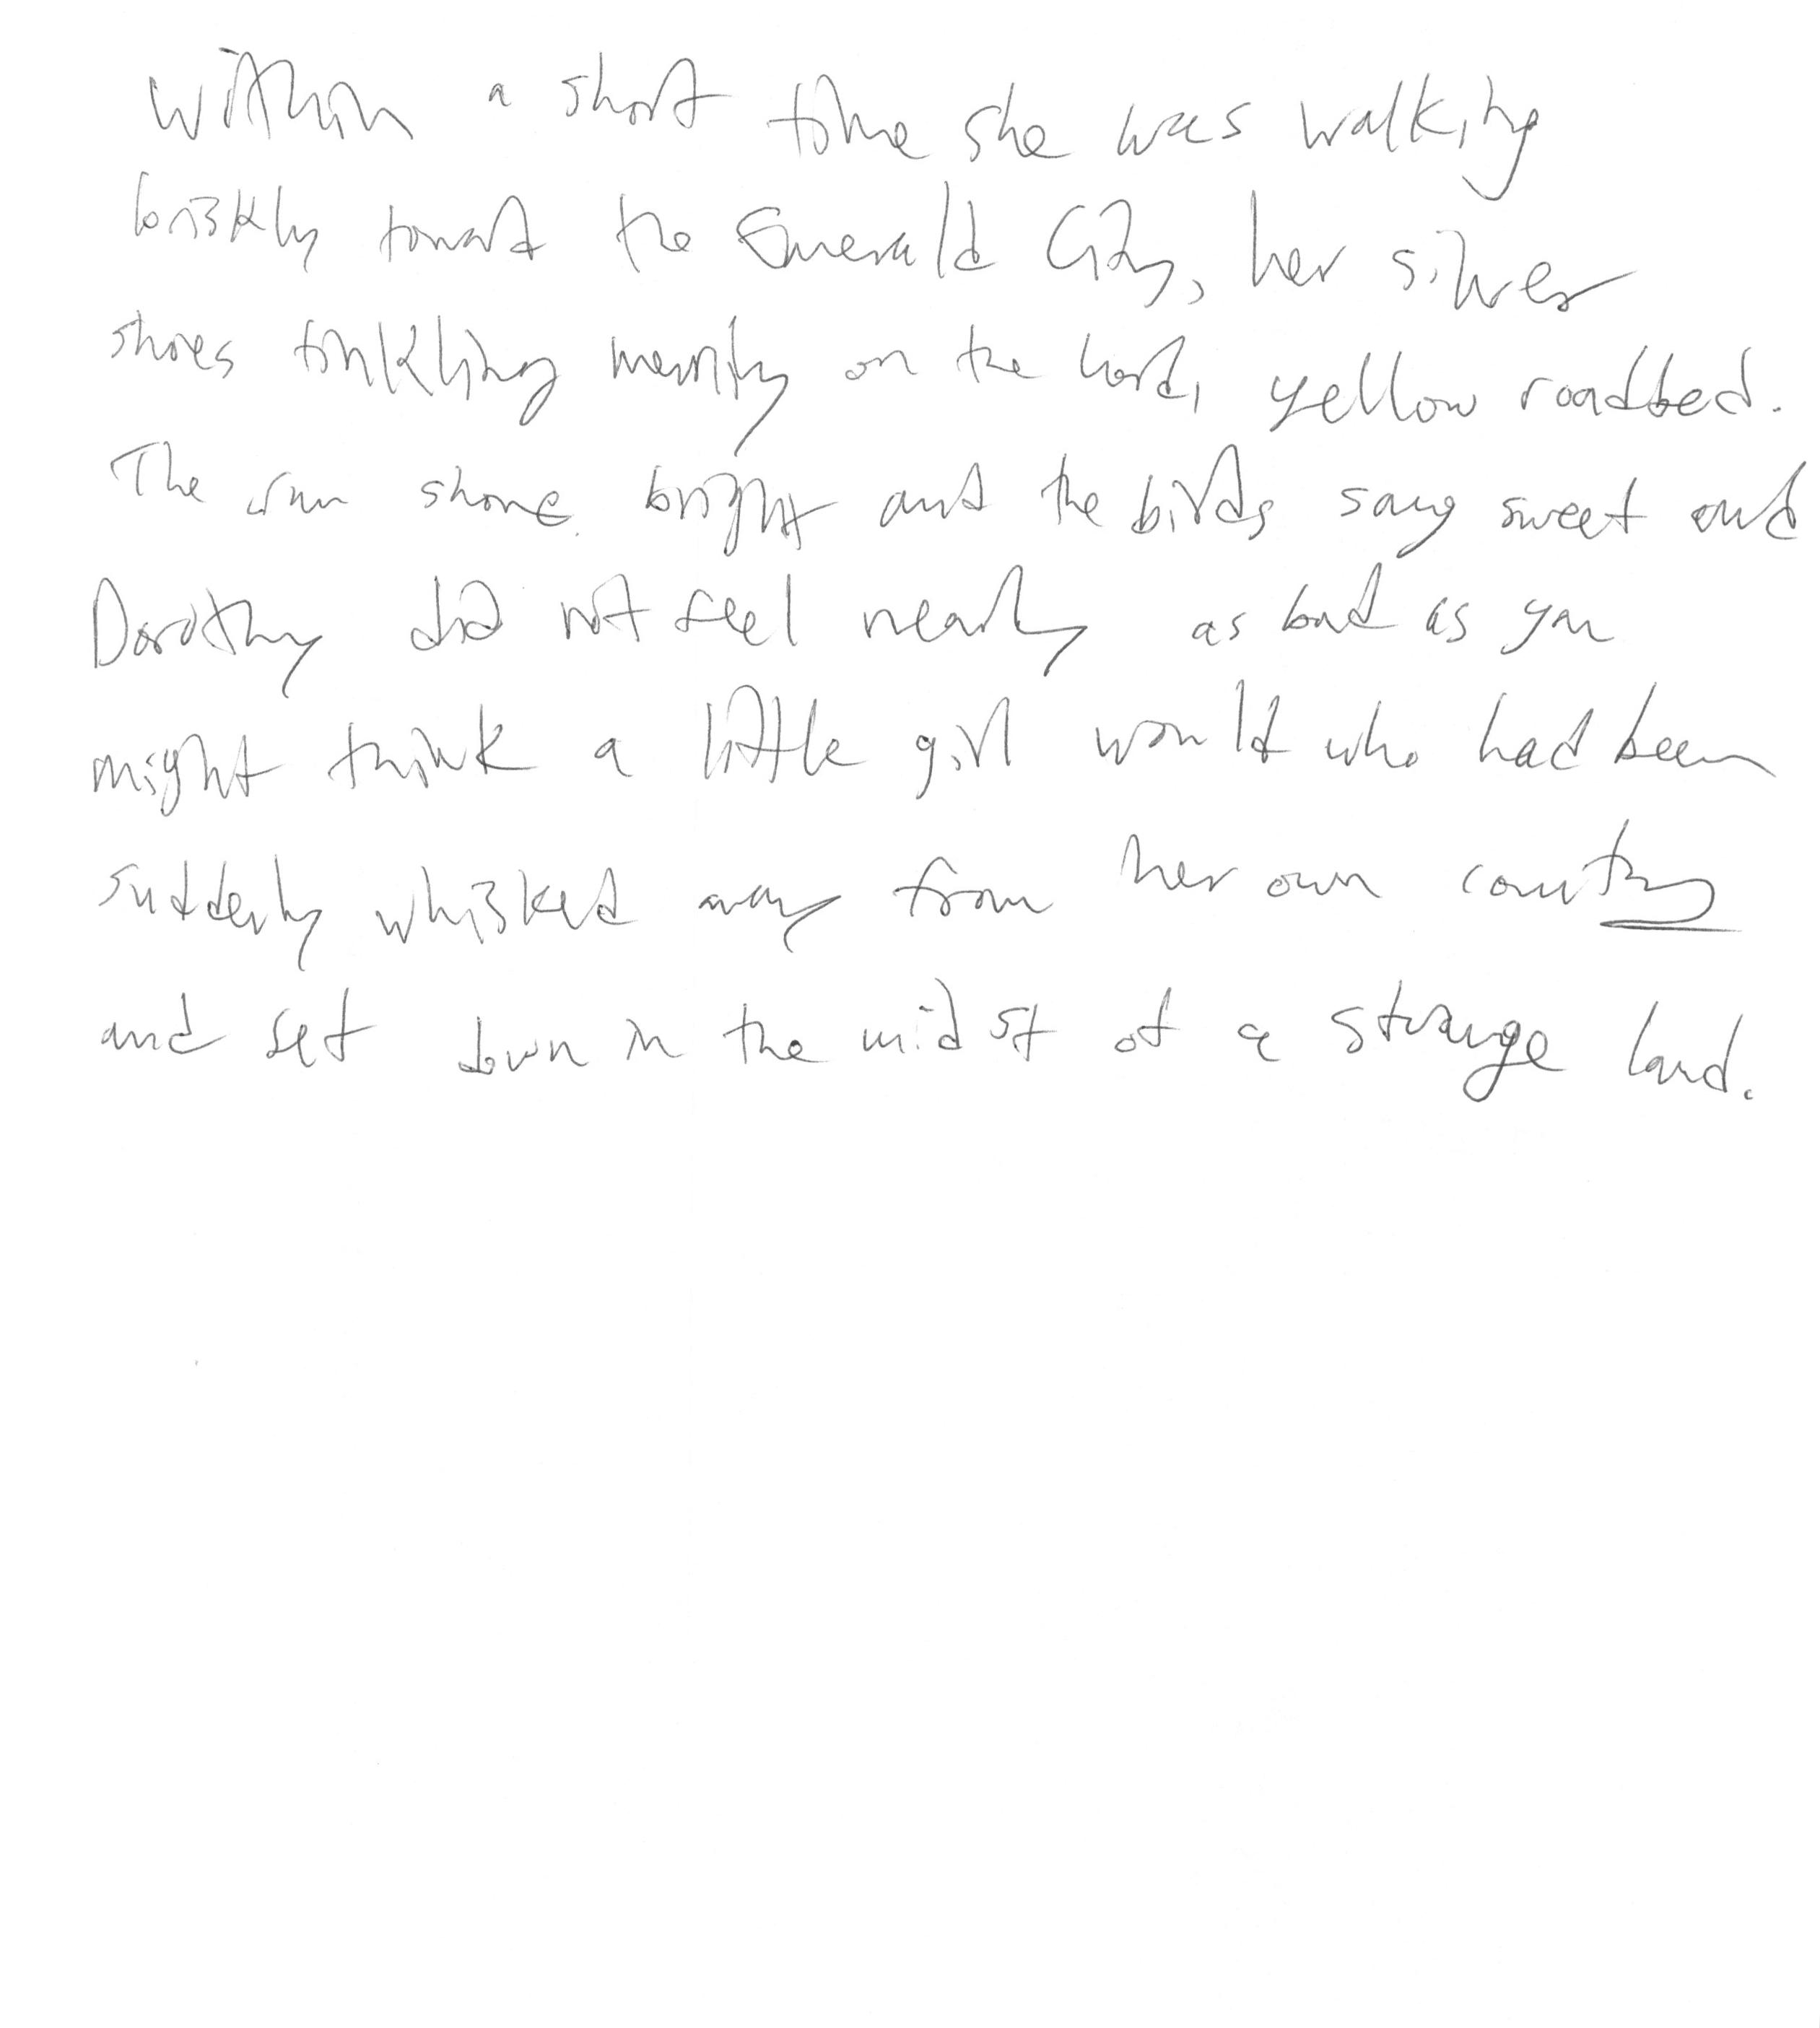 Within a short time she was walking
briskly toward the Emerald City, her silver
shoes tinkling merrily on the hard, yellow roadbed.
The sun shone bright and the birds sang sweet and
Dorothy did not feel nearly as bad as you
might think a little girl would who had been
suddenly whisked away from her own country
and set down in the midst of a strange land.